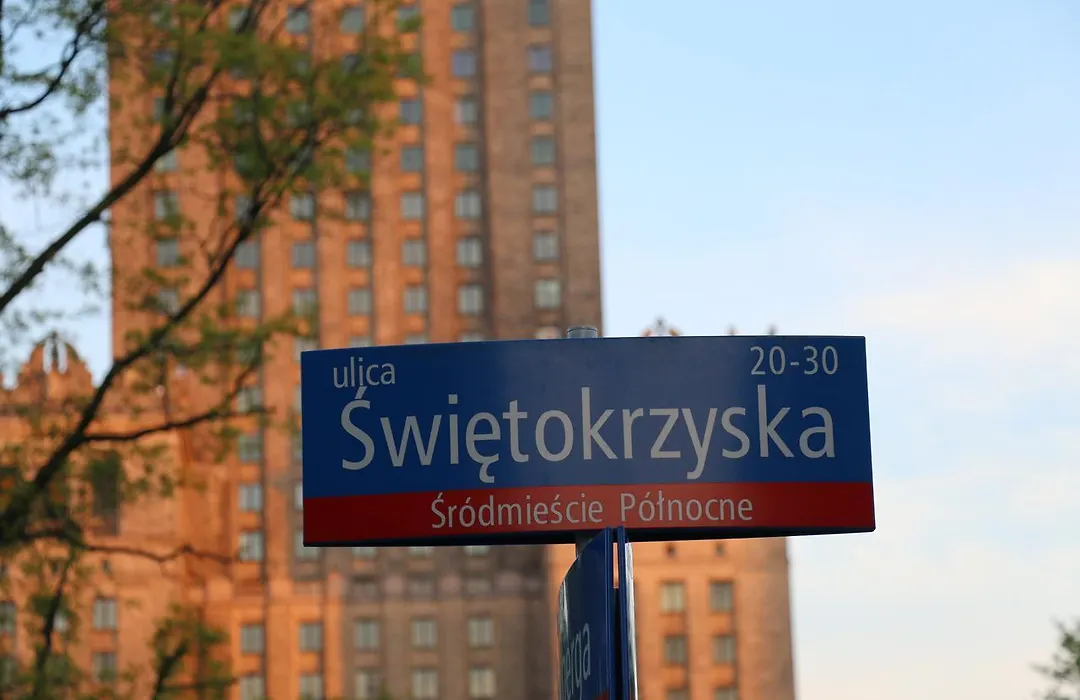 ulica 20-30
Świętokrzyska
Śródmieście Północne